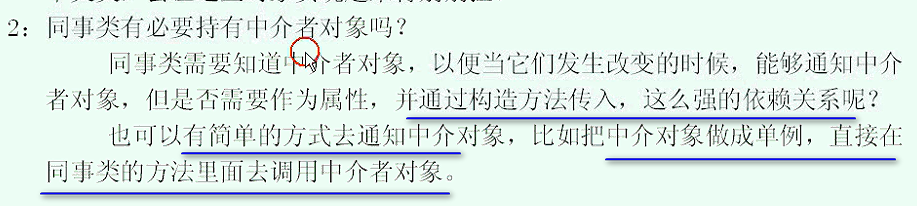 2：同事类有必要持有中介者对象吗？
同事类需要知道中介者对象，以便当它们发生改变的时候，能够通知中介
者对象，但是否需要作为属性，并通过构造方法传入，这么强的依赖关系呢？
也可以有简单的方式去通知中介对象，比如把中介对象做成单例，直接在
同事类的方法里面去调用中介者对象。